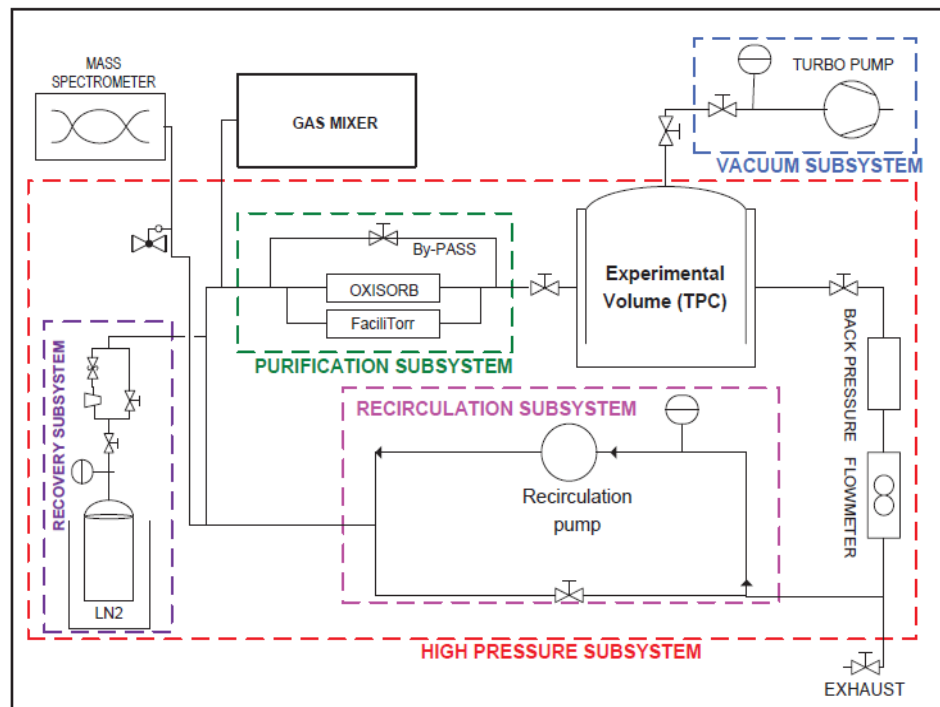 MASS
SPECTROMETER
GAS MIXER
TURBO PUMP
VACUUM SUBSYSTEM
By-PASS
OXISORB
FaciliTorr
PURIFICATION SUBSYSTEM
Experimental
Volume (TPC)
BACK PRESSURE
FLOWMETER
RECIRCULATION SUBSYSTEM
Recirculation
pump
RECOVERY SUBSYSTEM
LN2
HIGH PRESSURE SUBSYSTEM
EXHAUST